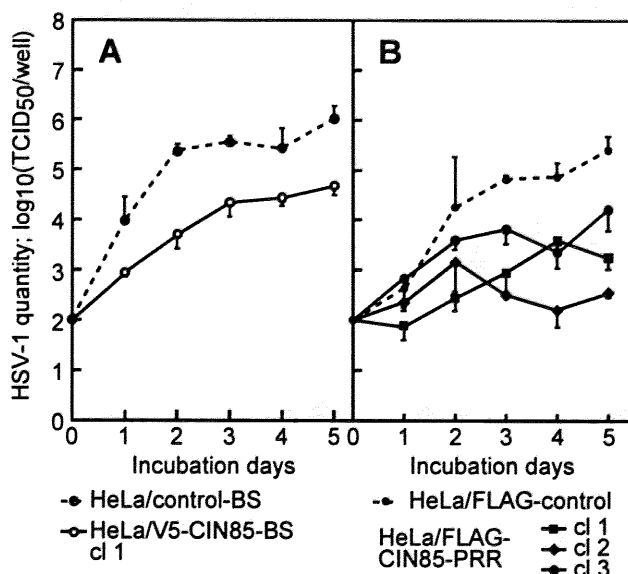 A
B
HSV-1 quantity; log10(TCID50/well)
8
7
6
5
4
3
2
1
0
0 1 2 3 4 5
0 1 2 3 4 5
Incubation days
Incubation days
HeLa/control-BS
HeLa/V5-CIN85-BS
cl 1
HeLa/FLAG-control
HeLa/FLAG-
CIN85-PRR
cl 1
cl 2
cl 3